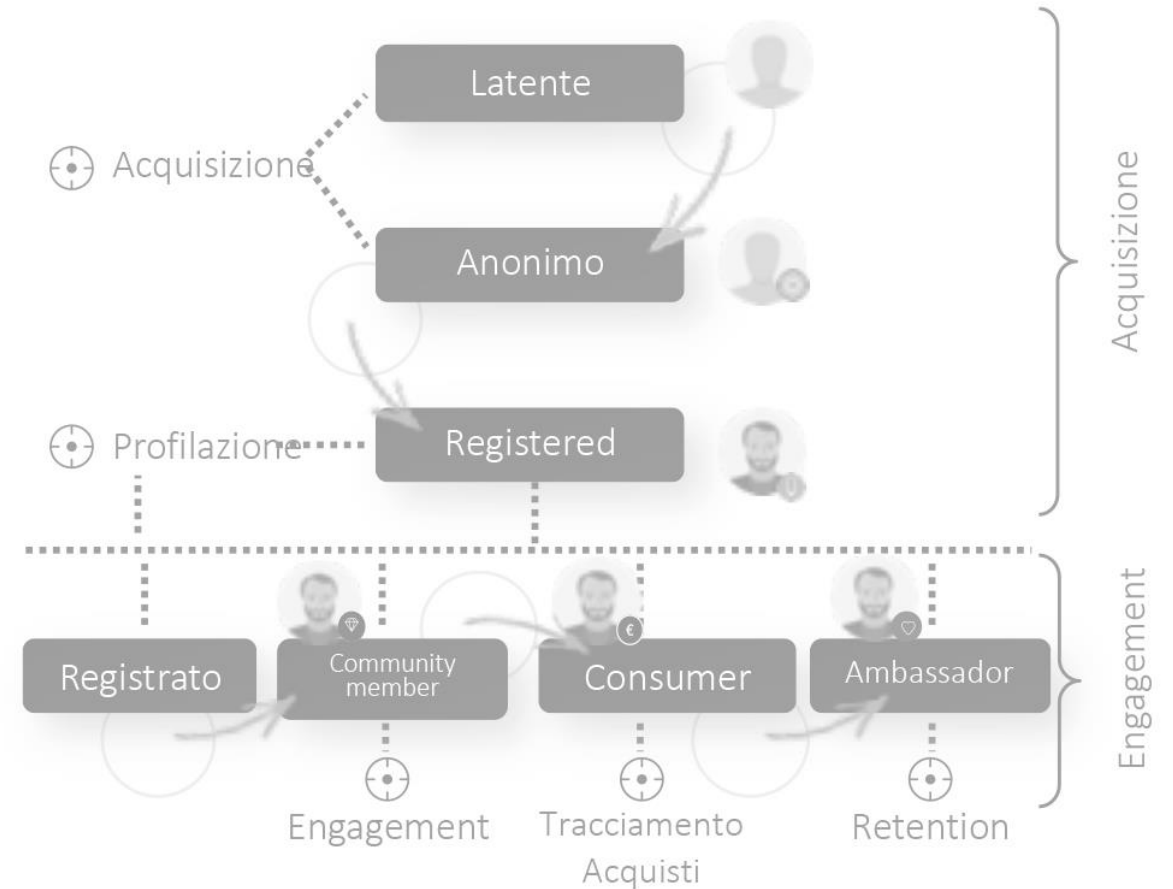 Latente
Acquisizione
Anonimo
Acquisizione
Profilazione
Registered
Registrato
Community
member
€
Consumer
Ambassador
Engagement
Engagement
Tracciamento
Acquisti
Retention